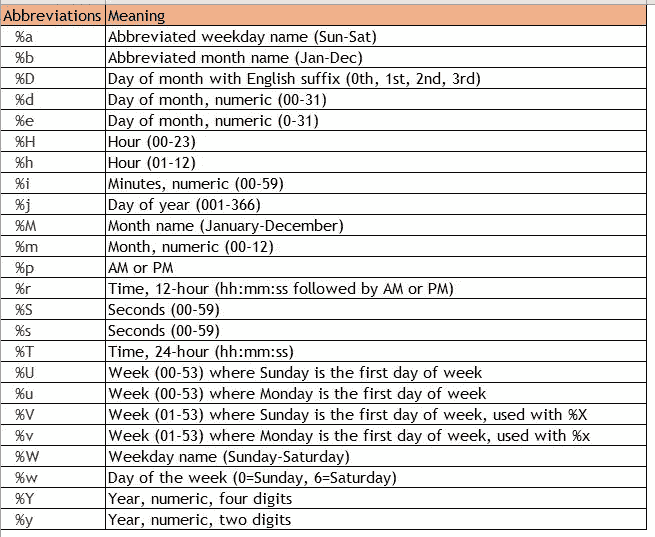 Abbreviations Meaning
%a Abbreviated weekday name (Sun-Sat)
%b Abbreviated month name (Jan-Dec)
%D Day of month with English suffix (0th, 1st, 2nd, 3rd)
%d Day of month, numeric (00-31)
%e Day of month, numeric (0-31)
%H Hour (00-23)
%h Hour (01-12)
%i Minutes, numeric (00-59)
%j Day of year (001-366)
%M Month name (January-December)
%m Month, numeric (00-12)
%p AM or PM
%r Time, 12-hour (hh:mm:ss followed by AM or PM)
%S Seconds (00-59)
%s Seconds (00-59)
%T Time, 24-hour (hh:mm:ss)
%U Week (00-53) where Sunday is the first day of week
%u Week (00-53) where Monday is the first day of week
%V Week (01-53) where Sunday is the first day of week, used with %X
%v Week (01-53) where Monday is the first day of week, used with %x
%W Weekday name (Sunday-Saturday)
%w Day of the week (0=Sunday, 6=Saturday)
%Y Year, numeric, four digits
%y Year, numeric, two digits